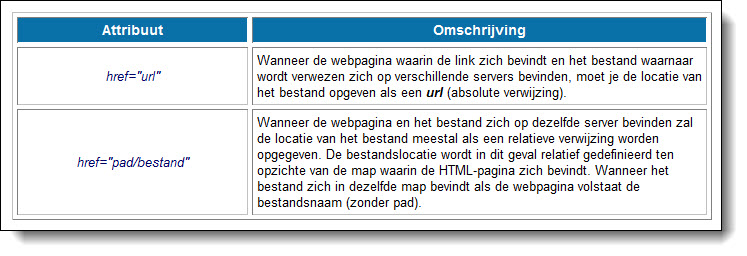 Attribuut Omschrijving
href="url"
Wanneer de webpagina waarin de link zich bevindt en het bestand waarnaar
wordt verwezen zich op verschillende servers bevinden, moet je de locatie van
het bestand opgeven als een url (absolute verwijzing).
href="pad/bestand"
Wanneer de webpagina en het bestand zich op dezelfde server bevinden zal
de locatie van het bestand meestal als een relatieve verwijzing worden
opgegeven. De bestandslocatie wordt in dit geval relatief gedefinieerd ten
opzichte van de map waarin de HTML-pagina zich bevindt. Wanneer het
bestand zich in dezelfde map bevindt als de webpagina volstaat de
bestandsnaam (zonder pad).